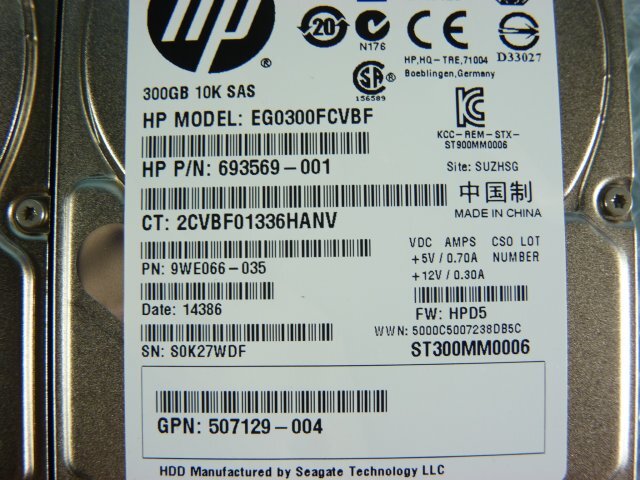 hp
®
20
N176
HP, HQ-TRE, 71004
Boeblingen, Germany
D33027
300GB 10K SAS
SA
®
156589
HP MODEL: EG0300FCVBF
KCC-REM-STX-
ST900MM0006
HP P/N: 693569-001
Site: SUZHSG
中国制
MADE IN CHINA
CT: 2CVBF01336HANV
VDC AMPS CSO LOT
+5V / 0.70A NUMBER
+12V / 0.30A
PN: 9WE066-035
Date: 14386
FW: HPD5
WWN: 5000C5007238DB5C
SN: S0K27WDF
ST300MM0006
GPN: 507129-004
HDD Manufactured by Seagate Technology LLC